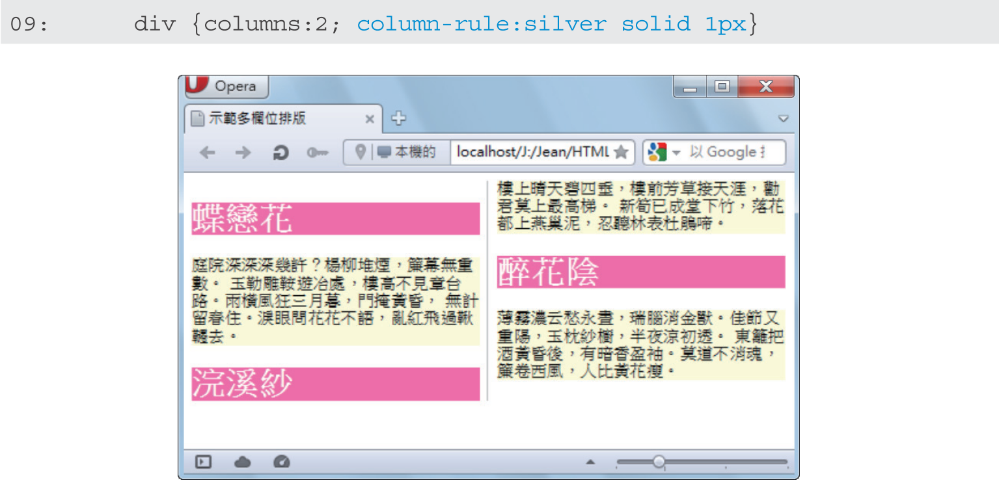 09:       div {columns:2; column-rule:silver solid 1px}
Opera
示範多欄位排版
本機的 localhost/J:/Jean/HTML 以 Google
蝶戀花
庭院深深深幾許？楊柳堆煙，簾幕無重
數。 玉勒雕鞍遊冶處，樓高不見章台
路。雨橫風狂三月暮，門掩黃昏， 無計
留春住。淚眼問花花不語，亂紅飛過鞦
韆去。
浣溪紗
樓上晴天碧四垂，樓前芳草接天涯，勸
君莫上最高梯。 新筍已成堂下竹，落花
都上燕巢泥，忍聽林表杜鵑啼。
醉花陰
薄霧濃云愁永晝，瑞腦消金獸。佳節又
重陽，玉枕紗櫥，半夜涼初透。 東籬把
酒黃昏後，有暗香盈袖。莫道不消魂，
簾卷西風，人比黃花瘦。